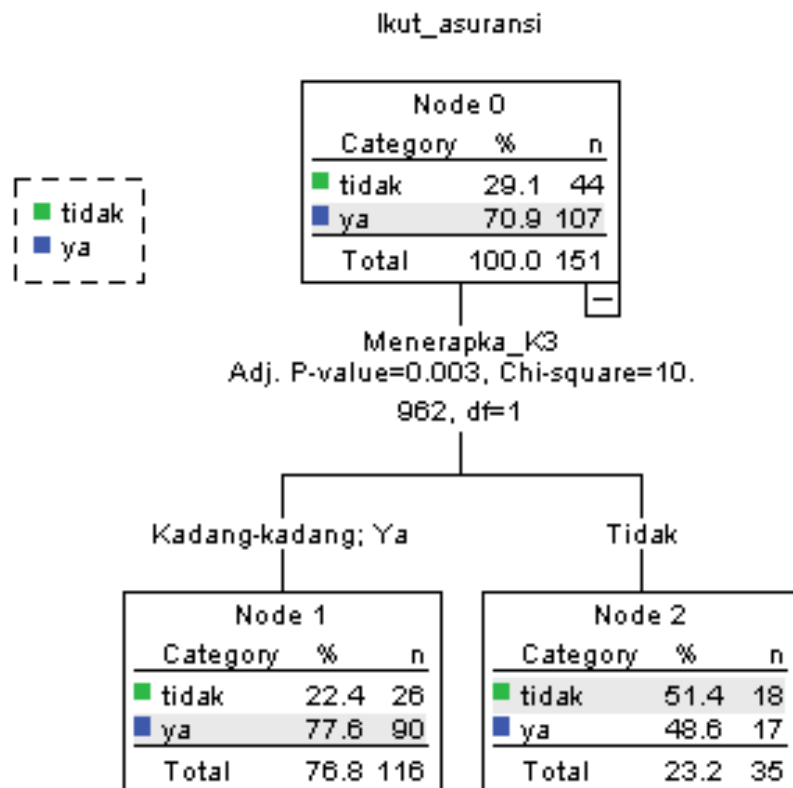 Ikut_asuransi
tidak
ya
Node 0
Category % n
tidak 29.1 44
ya 70.9 107
Total 100.0 151
Menerapka_K3
Adj. P-value=0.003, Chi-square=10.
962, df=1
Kadang-kadang; Ya
Tidak
Node 1
Category % n
tidak 22.4 26
ya 77.6 90
Total 76.8 116
Node 2
Category % n
tidak 51.4 18
ya 48.6 17
Total 23.2 35